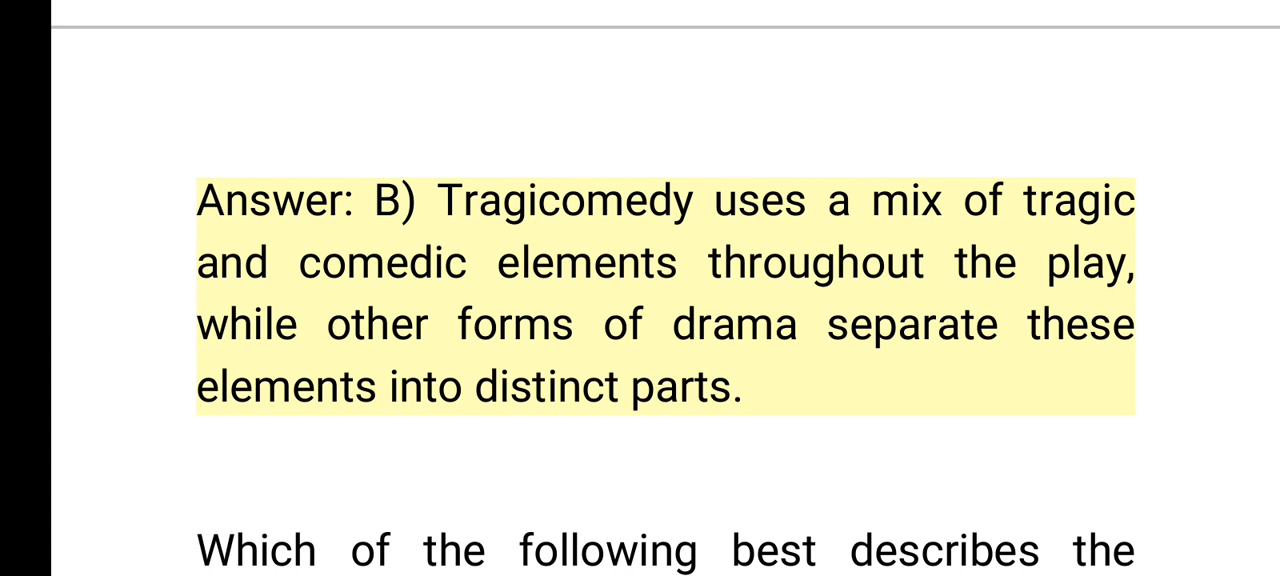 Answer: B) Tragicomedy uses a mix of tragic
and comedic elements throughout the play,
while other forms of drama separate these
elements into distinct parts.
Which of the following best describes the